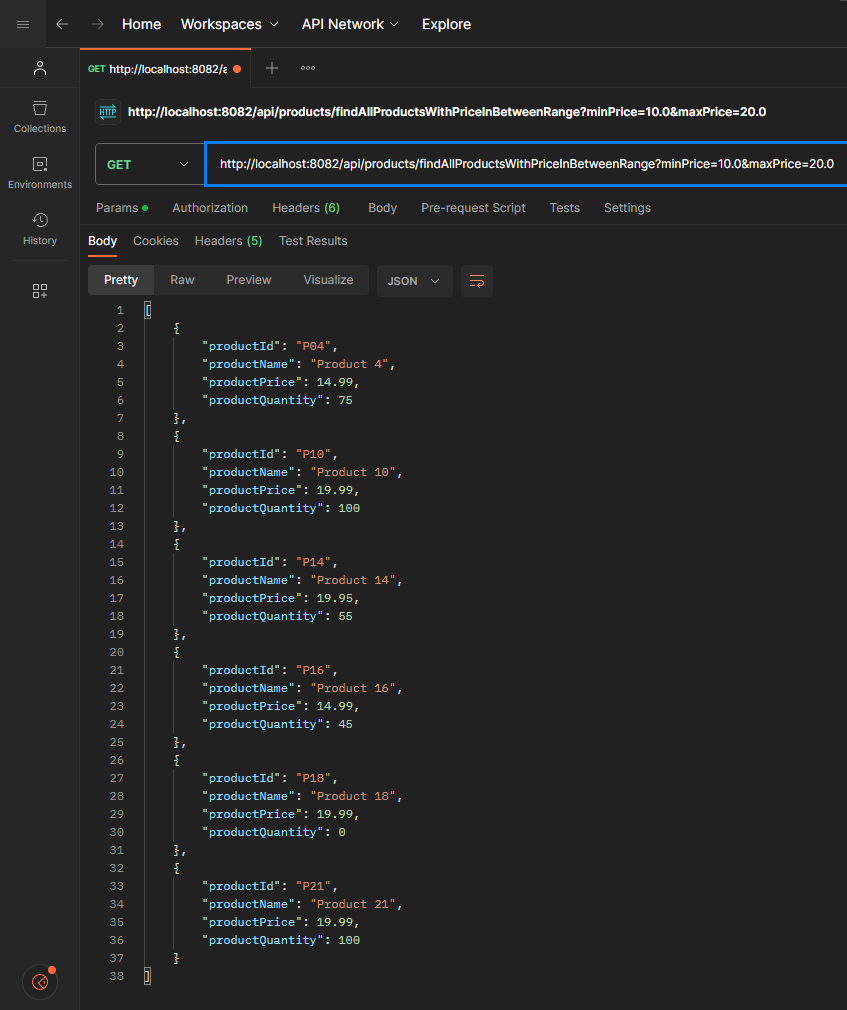 Home Workspaces API Network Explore
GET http://localhost:8082/a
HTTP http://localhost:8082/api/products/findAllProductsWithPriceInBetweenRange?minPrice=10.0&maxPrice=20.0
Collections
Environments
History
GET http://localhost:8082/api/products/findAllProductsWithPriceInBetweenRange?minPrice=10.0&maxPrice=20.0
Params Authorization Headers (6) Body Pre-request Script Tests Settings
Body Cookies Headers (5) Test Results
Pretty Raw Preview Visualize JSON
1 [
2 {
3 "productId": "P04",
4 "productName": "Product 4",
5 "productPrice": 14.99,
6 "productQuantity": 75
7 },
8 {
9 "productId": "P10",
10 "productName": "Product 10",
11 "productPrice": 19.99,
12 "productQuantity": 100
13 },
14 {
15 "productId": "P14",
16 "productName": "Product 14",
17 "productPrice": 19.95,
18 "productQuantity": 55
19 },
20 {
21 "productId": "P16",
22 "productName": "Product 16",
23 "productPrice": 14.99,
24 "productQuantity": 45
25 },
26 {
27 "productId": "P18",
28 "productName": "Product 18",
29 "productPrice": 19.99,
30 "productQuantity": 0
31 },
32 {
33 "productId": "P21",
34 "productName": "Product 21",
35 "productPrice": 19.99,
36 "productQuantity": 100
37 }
38 ]